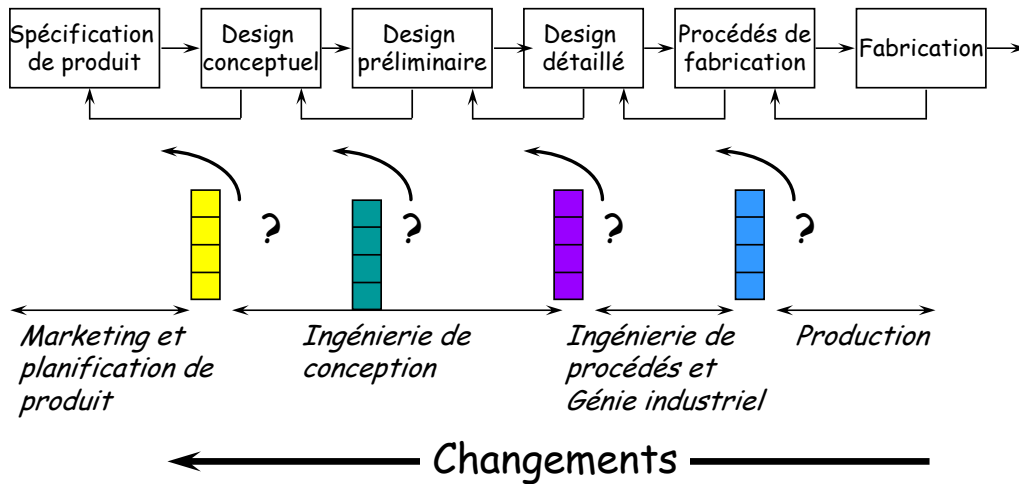 Spécification
de produit
Design
conceptuel
Design
préliminaire
Design
détaillé
Procédés de
fabrication
Fabrication
?
?
?
?
Marketing et
planification de
produit
Ingénierie de
conception
Ingénierie de
procédés et
Génie industriel
Production
Changements